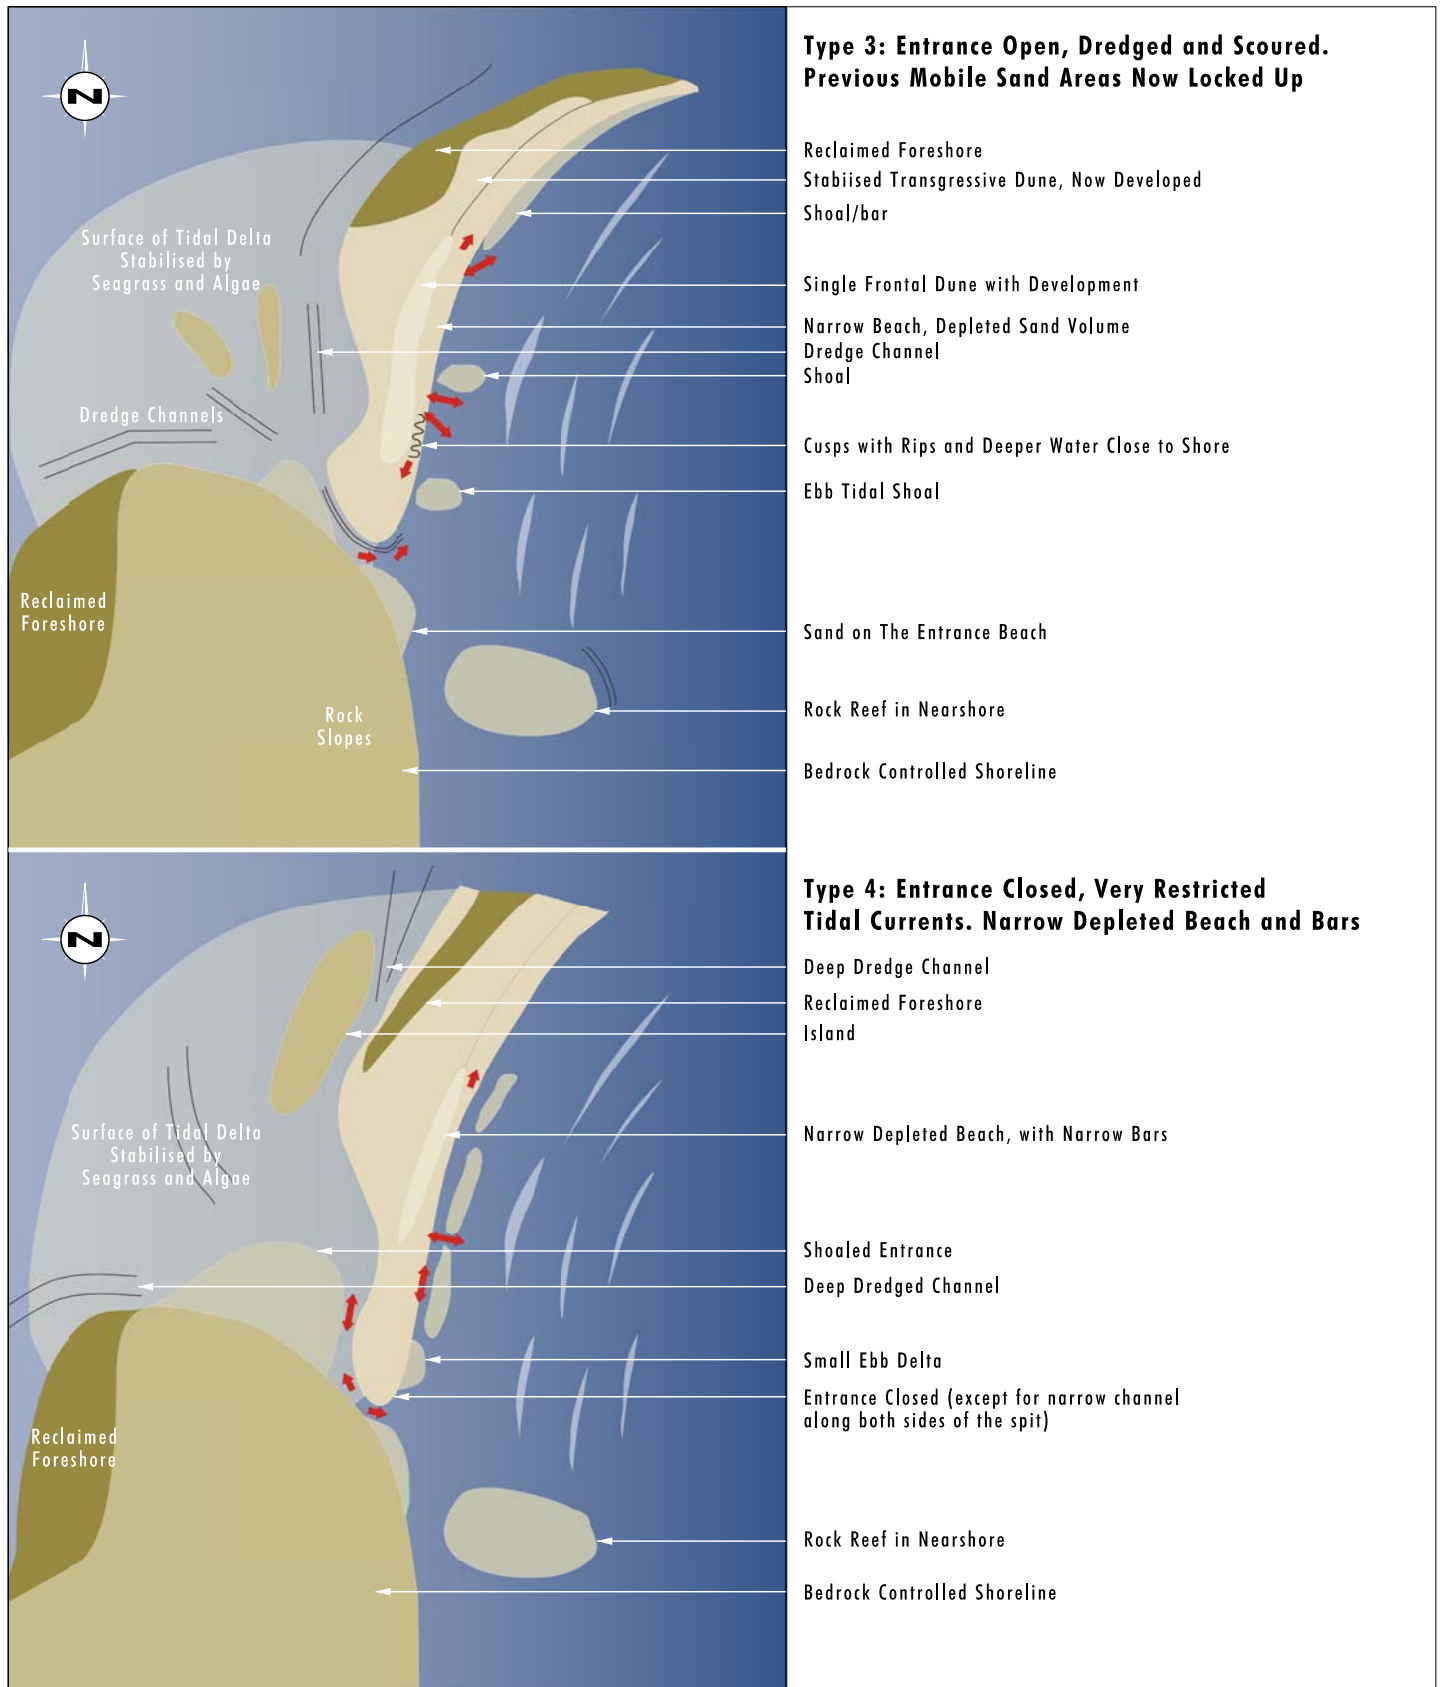 Type 3: Entrance Open, Dredged and Scoured.
Previous Mobile Sand Areas Now Locked Up
N
Reclaimed Foreshore
Stabiised Transgressive Dune, Now Developed
Shoal/bar
Surface of Tidal Delta
Stabilised by
Seagrass and Algae
Single Frontal Dune with Development
Narrow Beach, Depleted Sand Volume
Dredge Channel
Shoal
Dredge Channels
Cusps with Rips and Deeper Water Close to Shore
Ebb Tidal Shoal
Reclaimed
Foreshore
Sand on The Entrance Beach
Rock
Slopes
Rock Reef in Nearshore
Bedrock Controlled Shoreline
Type 4: Entrance Closed, Very Restricted
Tidal Currents. Narrow Depleted Beach and Bars
N
Deep Dredge Channel
Reclaimed Foreshore
Island
Surface of Tidal Delta
Stabilised by
Seagrass and Algae
Narrow Depleted Beach, with Narrow Bars
Shoaled Entrance
Deep Dredged Channel
Small Ebb Delta
Entrance Closed (except for narrow channel
along both sides of the spit)
Reclaimed
Foreshore
Rock Reef in Nearshore
Bedrock Controlled Shoreline